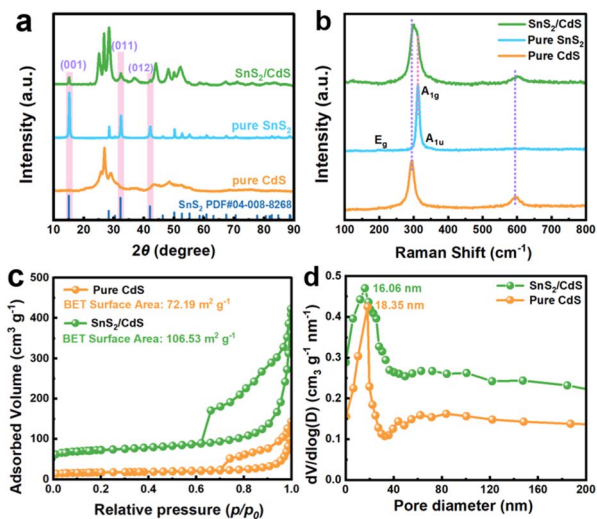 a
SnS2/CdS
(001)
(011)
(012)
pure SnS2
pure CdS
SnS2 PDF#04-008-8268
Intensity (a.u.)
10 20 30 40 50 60 70 80 90
2θ (degree)
b
SnS2/CdS
Pure SnS2
Pure CdS
A1g
Eg
A1u
Intensity (a.u.)
100 200 300 400 500 600 700 800
Raman Shift (cm-1)
c
500
400
300
200
100
0
Pure CdS
BET Surface Area: 72.19 m2 g-1
SnS2/CdS
BET Surface Area: 106.53 m2 g-1
Adsorbed Volume (cm3 g-1)
0.0 0.2 0.4 0.6 0.8 1.0
Relative pressure (p/p0)
d
0.5
0.4
0.3
0.2
0.1
0.0
16.06 nm
18.35 nm
SnS2/CdS
Pure CdS
dV/dlog(D) (cm3 g-1 nm-1)
0 40 80 120 160 200
Pore diameter (nm)